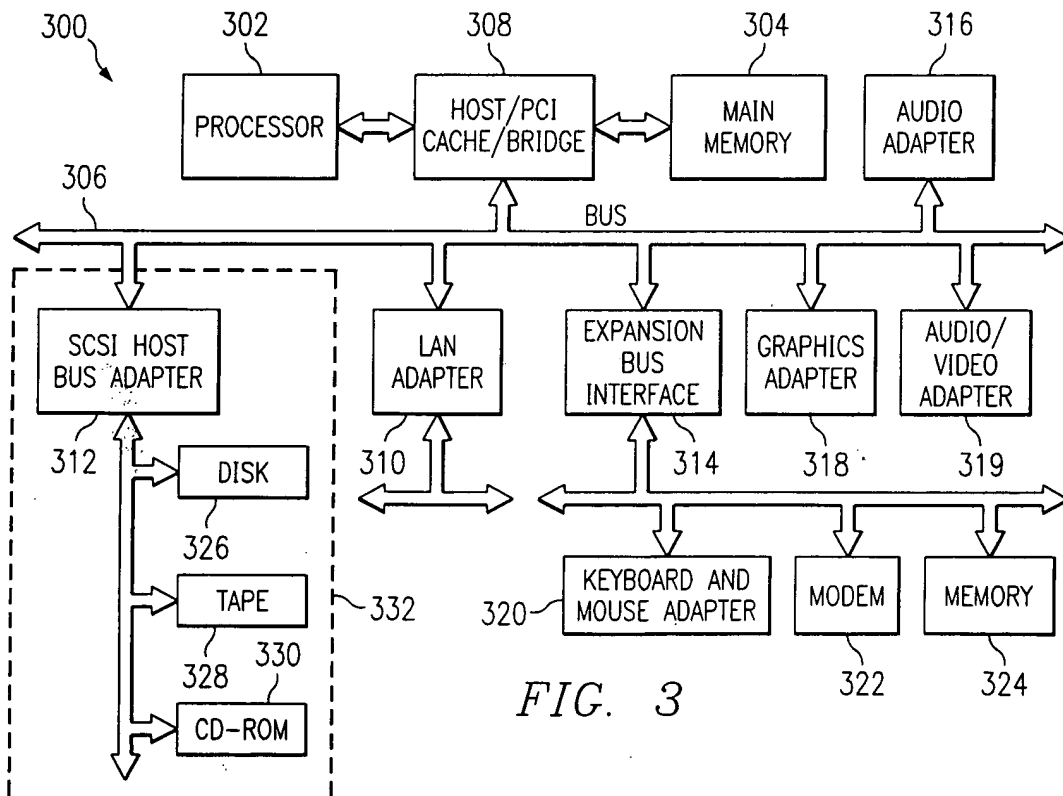 300
302
308
304
316
PROCESSOR
HOST/PCI
CACHE/BRIDGE
MAIN
MEMORY
AUDIO
ADAPTER
306
BUS
SCSI HOST
BUS ADAPTER
LAN
ADAPTER
EXPANSION
BUS
INTERFACE
GRAPHICS
ADAPTER
AUDIO/
VIDEO
ADAPTER
312
310
314
318
319
DISK
326
TAPE
328
332
330
CD-ROM
320
KEYBOARD AND
MOUSE ADAPTER
MODEM
MEMORY
322
324
FIG. 3